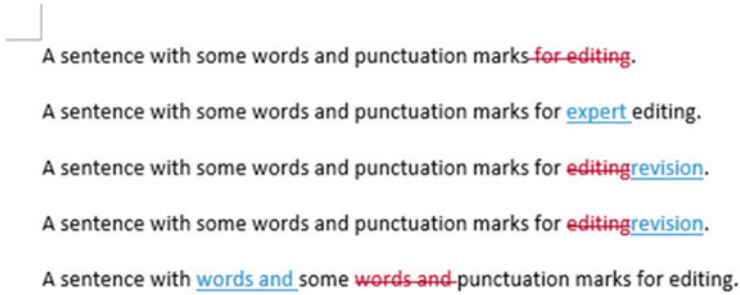 A sentence with some words and punctuation marks for editing.
A sentence with some words and punctuation marks for expert editing.
A sentence with some words and punctuation marks for editingrevision.
A sentence with some words and punctuation marks for editingrevision.
A sentence with words and some words and punctuation marks for editing.